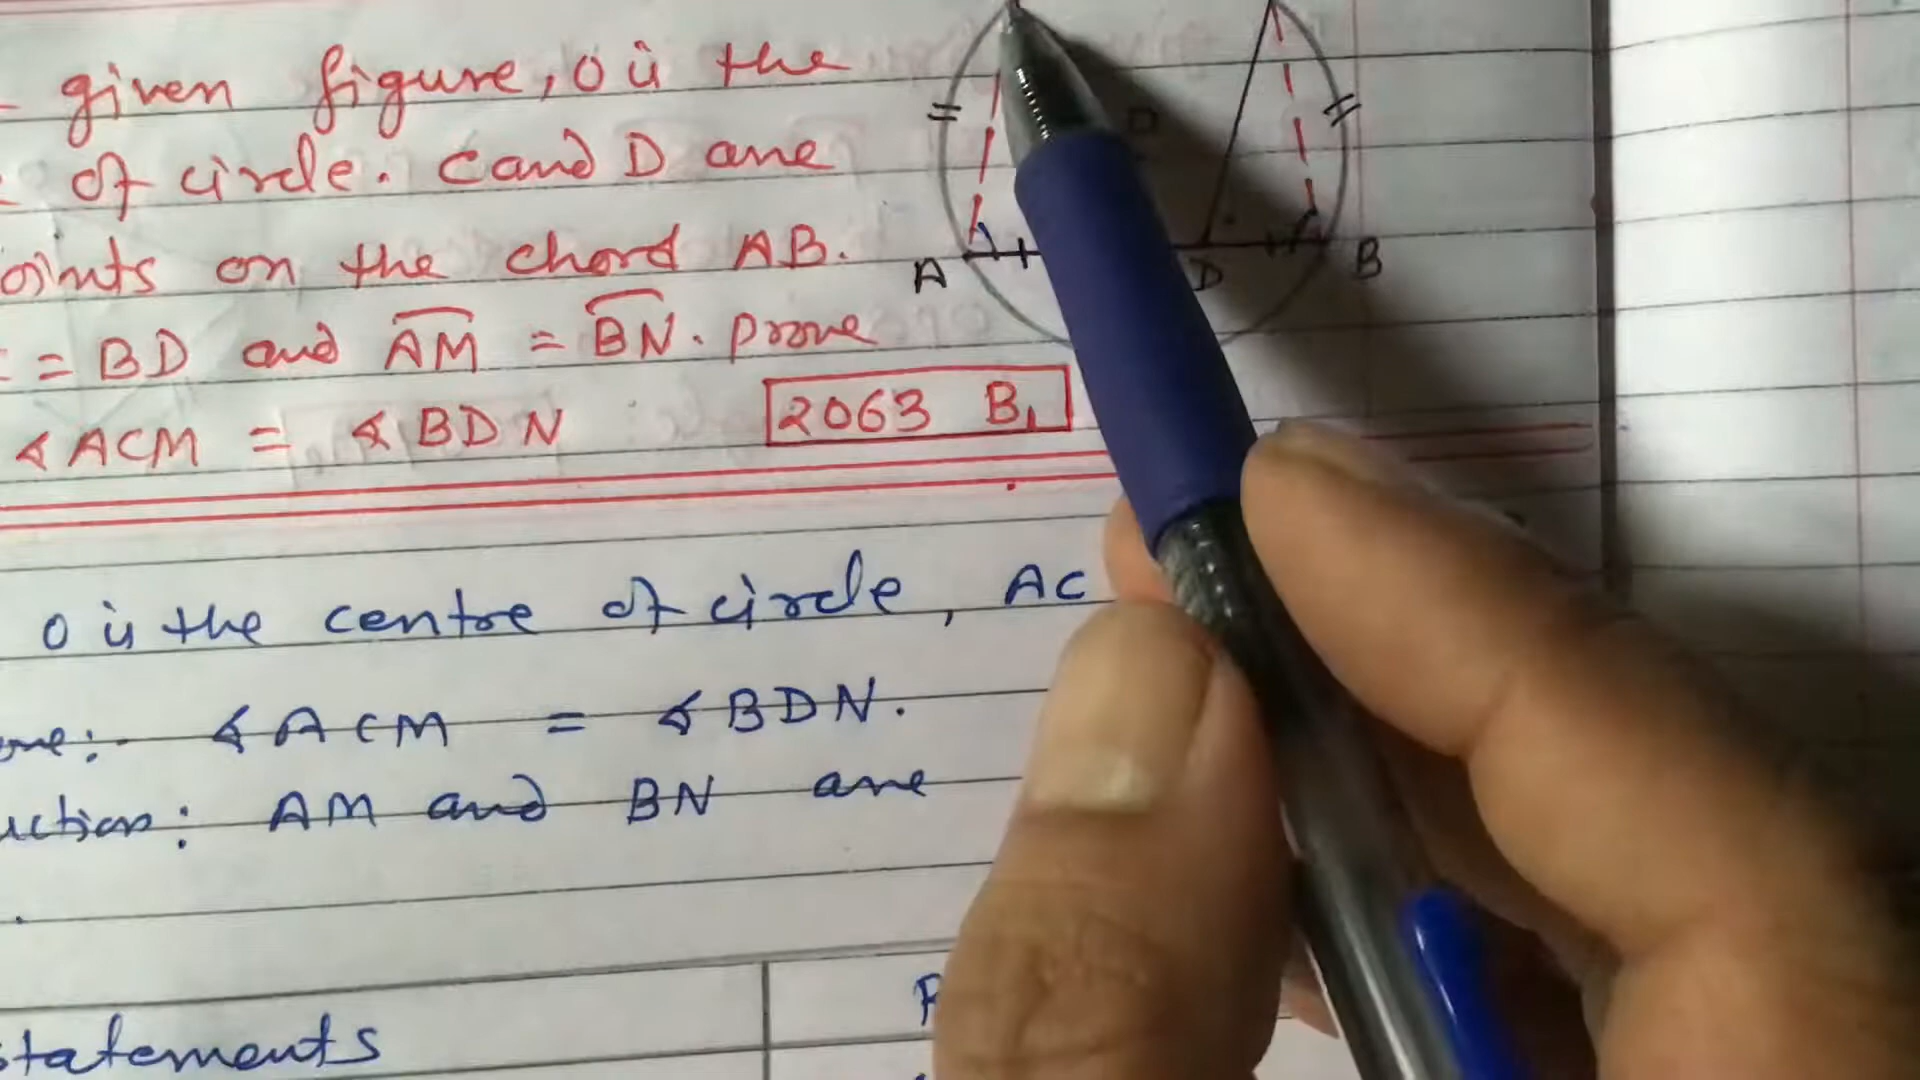 given figure, O is the
of circle. C and D are
points on the chord AB.
= BD and AM = BN. Prove
∢ACM = ∢BDN 2063 B₁
O
A D B
O is the centre of circle, AC
∢ACM = ∢BDN.
AM and BN are
statements